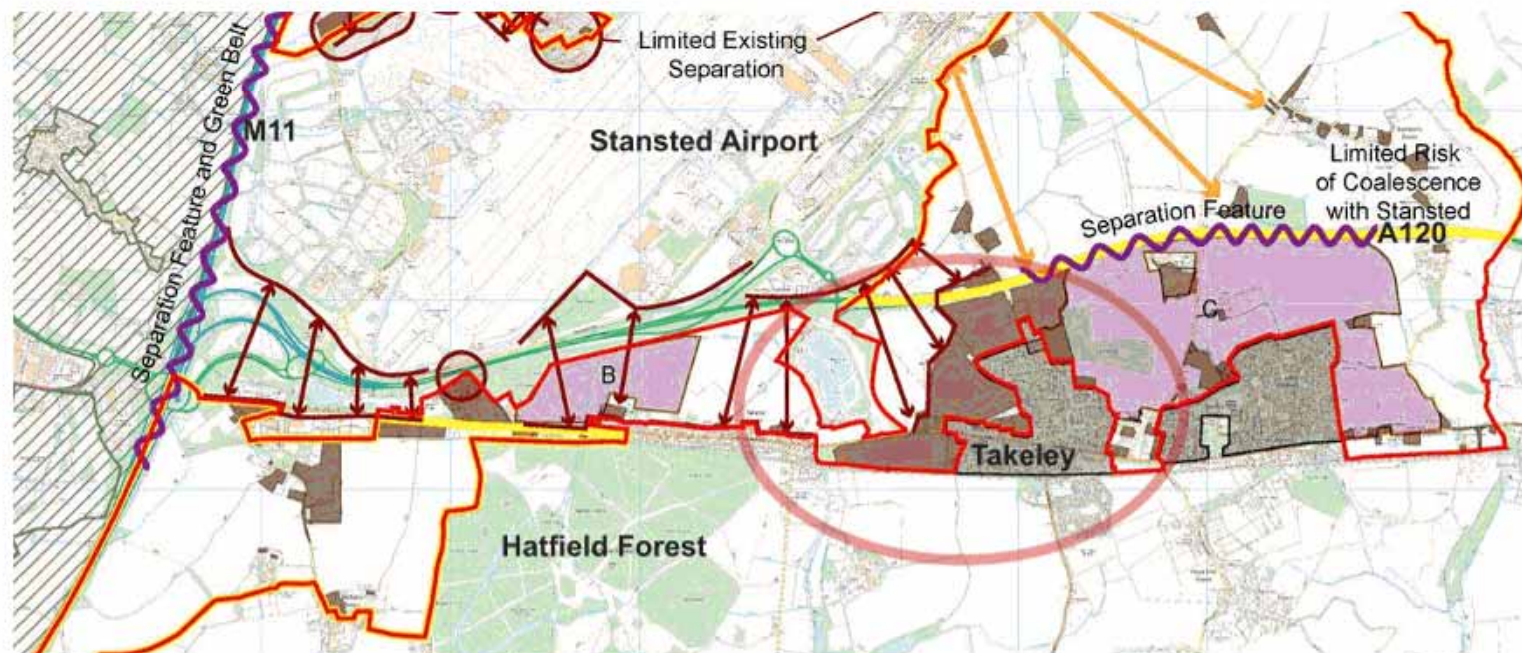 Limited Existing
Separation
Separation Feature and Green Belt
M11
Stansted Airport
Limited Risk
of Coalescence
with Stansted
Separation Feature
A120
C
B
Takeley
Hatfield Forest